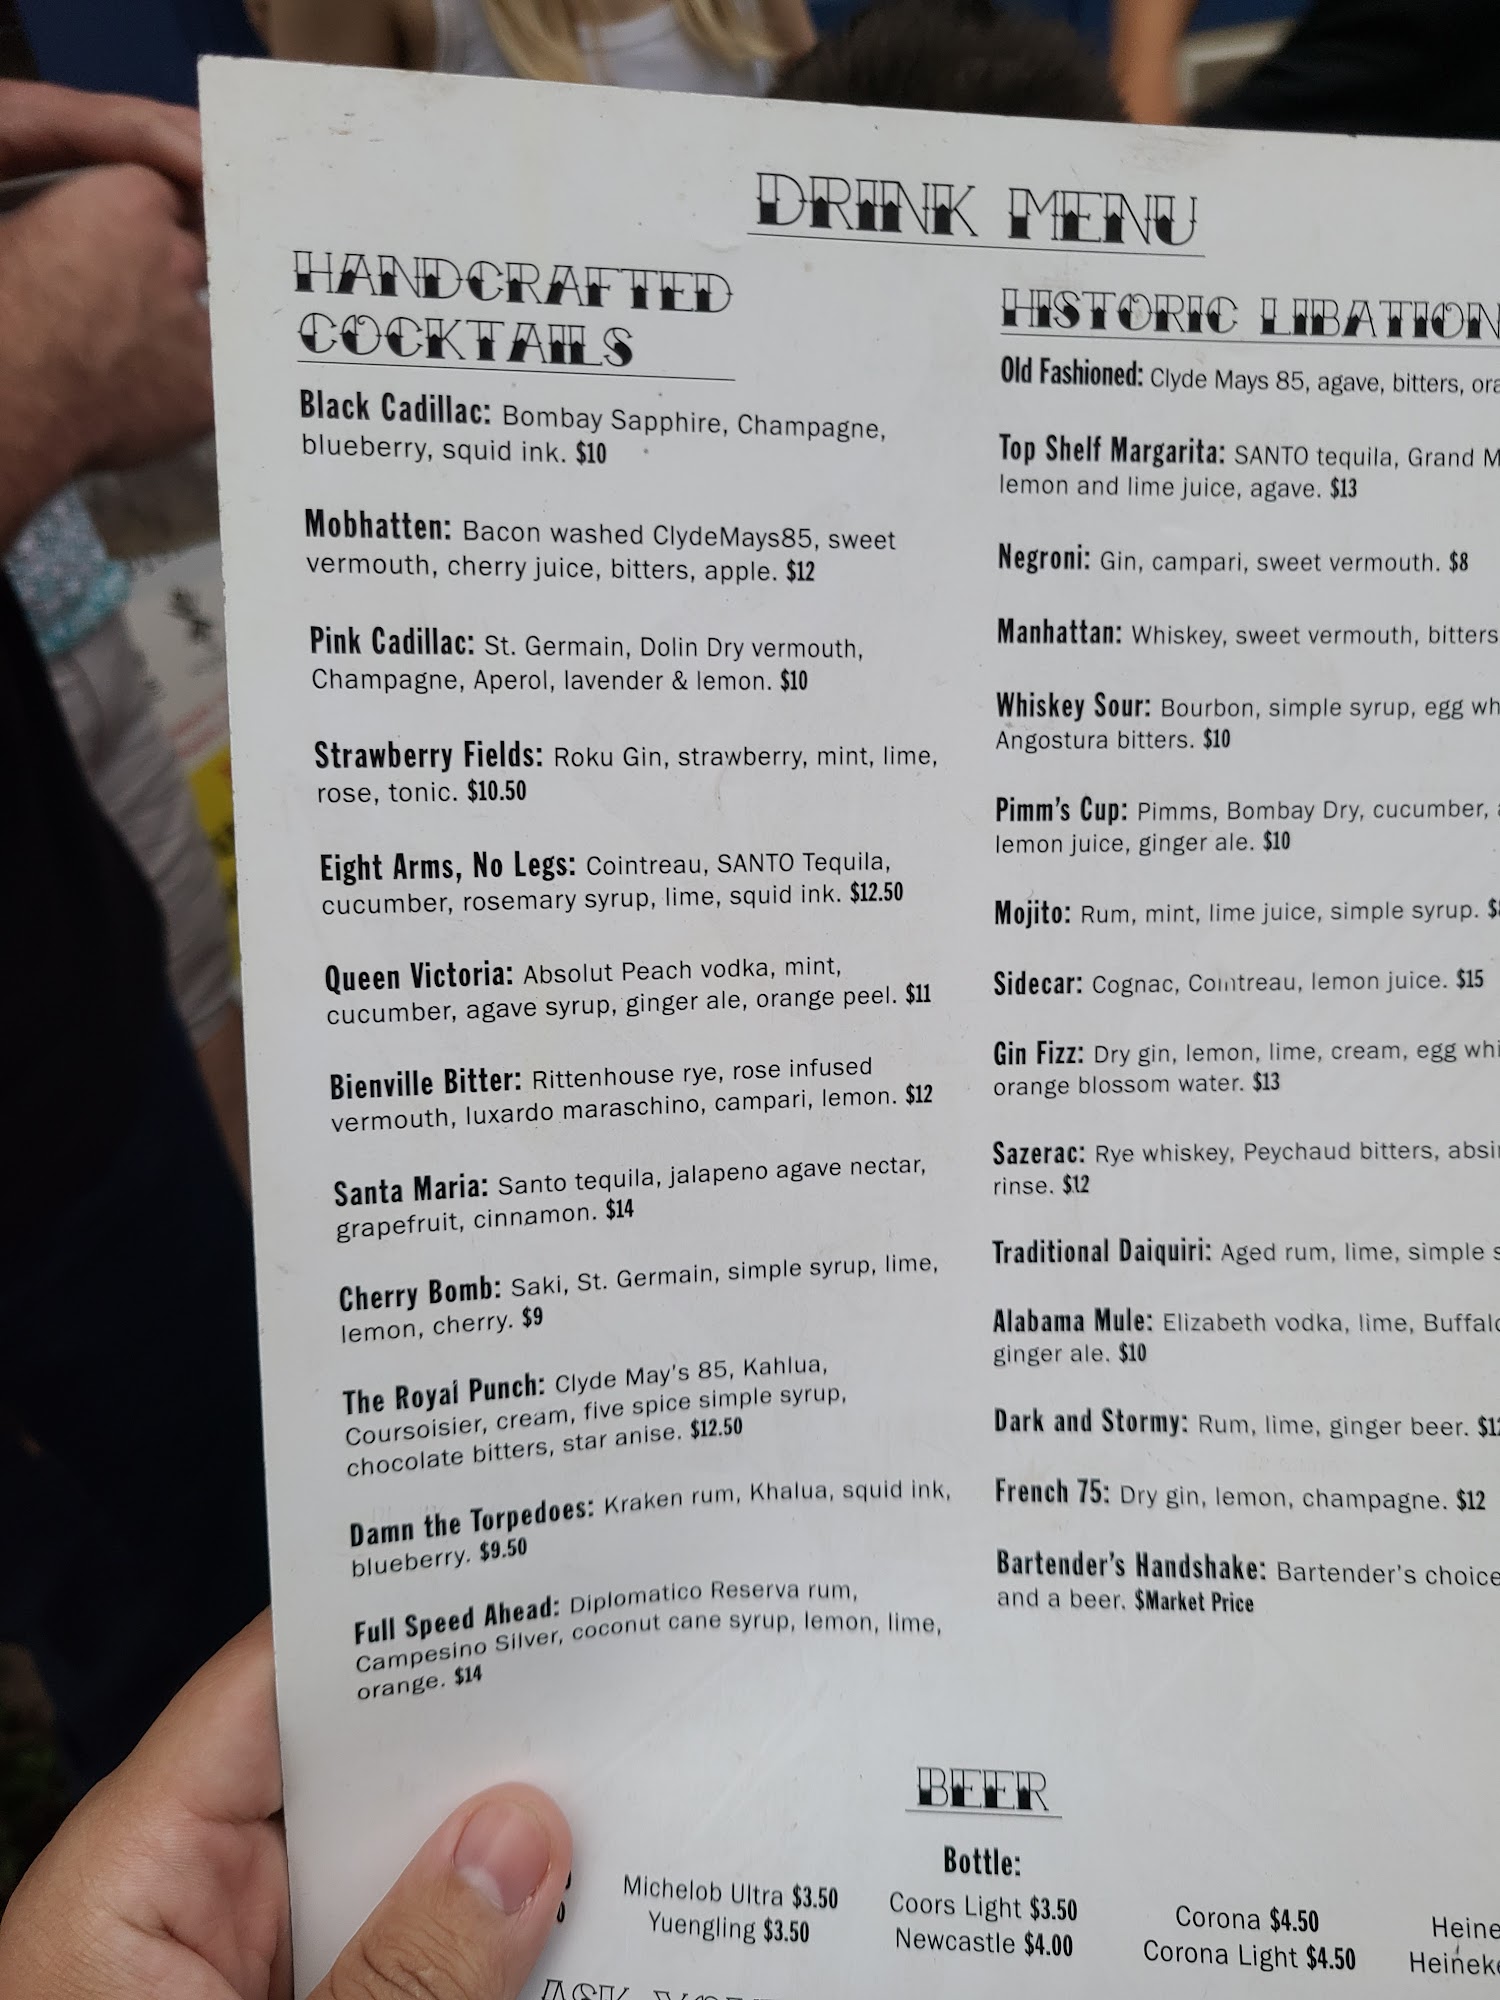 DRINK MENU
HANDCRAFTED
COCKTAILS
Black Cadillac: Bombay Sapphire, Champagne,
blueberry, squid ink. $10
Mobhatten: Bacon washed ClydeMays85, sweet
vermouth, cherry juice, bitters, apple. $12
Pink Cadillac: St. Germain, Dolin Dry vermouth,
Champagne, Aperol, lavender & lemon. $10
Strawberry Fields: Roku Gin, strawberry, mint, lime,
rose, tonic. $10.50
Eight Arms, No Legs: Cointreau, SANTO Tequila,
cucumber, rosemary syrup, lime, squid ink. $12.50
Queen Victoria: Absolut Peach vodka, mint,
cucumber, agave syrup, ginger ale, orange peel. $11
Bienville Bitter: Rittenhouse rye, rose infused
vermouth, luxardo maraschino, campari, lemon. $12
Santa Maria: Santo tequila, jalapeno agave nectar,
grapefruit, cinnamon. $14
Cherry Bomb: Saki, St. Germain, simple syrup, lime,
lemon, cherry. $9
The Royal Punch: Clyde May's 85, Kahlua,
Coursoisier, cream, five spice simple syrup,
chocolate bitters, star anise. $12.50
Damn the Torpedoes: Kraken rum, Khalua, squid ink,
blueberry. $9.50
Full Speed Ahead: Diplomatico Reserva rum,
Campesino Silver, coconut cane syrup, lemon, lime,
orange. $14
HISTORIC LIBATION
Old Fashioned: Clyde Mays 85, agave, bitters,
Top Shelf Margarita: SANTO tequila, Grand
lemon and lime juice, agave. $13
Negroni: Gin, campari, sweet vermouth. $8
Manhattan: Whiskey, sweet vermouth, bitters
Whiskey Sour: Bourbon, simple syrup, egg
Angostura bitters. $10
Pimm's Cup: Pimms, Bombay Dry, cucumber,
lemon juice, ginger ale. $10
Mojito: Rum, mint, lime juice, simple syrup.
Sidecar: Cognac, Cointreau, lemon juice. $15
Gin Fizz: Dry gin, lemon, lime, cream, egg
orange blossom water. $13
Sazerac: Rye whiskey, Peychaud bitters,
rinse. $12
Traditional Daiquiri: Aged rum, lime, simple
Alabama Mule: Elizabeth vodka, lime,
ginger ale. $10
Dark and Stormy: Rum, lime, ginger beer.
French 75: Dry gin, lemon, champagne. $12
Bartender's Handshake: Bartender's choice
and a beer. $Market Price
BEER
Bottle:
Michelob Ultra $3.50 Coors Light $3.50 Corona $4.50
Yuengling $3.50 Newcastle $4.00 Corona Light $4.50